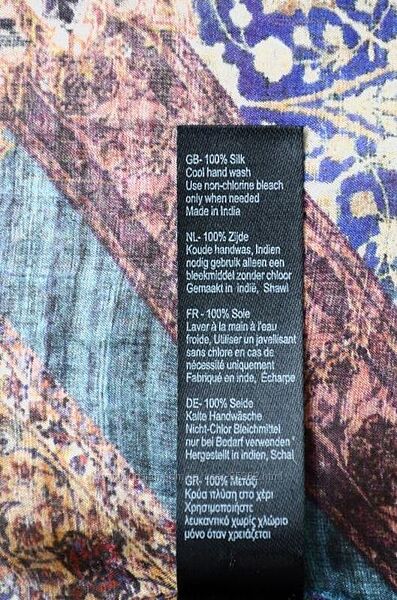 GB- 100% Silk
Cool hand wash
Use non-chlorine bleach
only when needed
Made in India
NL- 100% Zijde
Koude handwas, Indien
nodig gebruik alleen een
bleekmiddel zonder chloor
Gemaakt in indië, Shawl
FR - 100% Soie
Laver à la main à l'eau
froide, Utiliser un javellisant
sans chlore en cas de
nécessité uniquement
Fabriqué en inde, Écharpe
DE- 100% Seide
Kalte Handwäsche
Nicht-Chlor Bleichmittel
nur bei Bedarf verwenden
Hergestellt in indien, Schal
GR- 100% Μετάξι
Κρύα πλύση στο χέρι
Χρησιμοποιήστε
λευκαντικό χωρίς χλώριο
μόνο όταν χρειάζεται